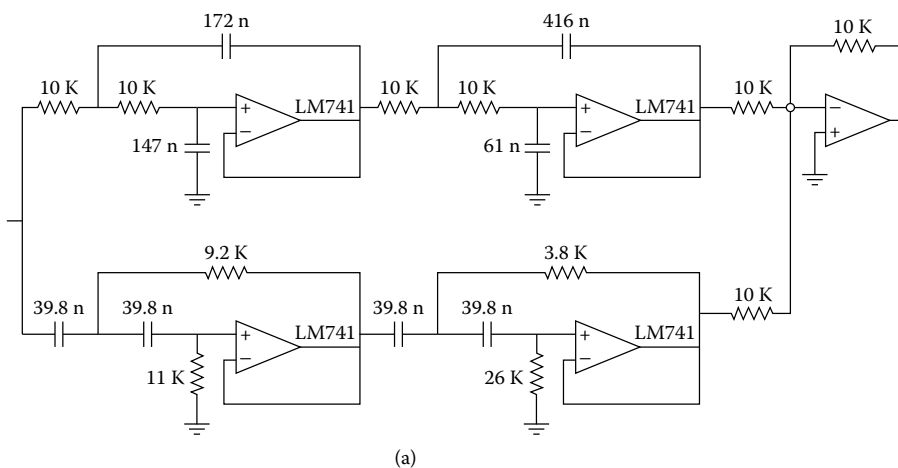 172 n
416 n
10 K
10 K
10 K
LM741
10 K
10 K
LM741
10 K
+
−
+
−
−
+
147 n
61 n
9.2 K
3.8 K
39.8 n
39.8 n
LM741
39.8 n
39.8 n
LM741
10 K
+
−
+
−
11 K
26 K
(a)